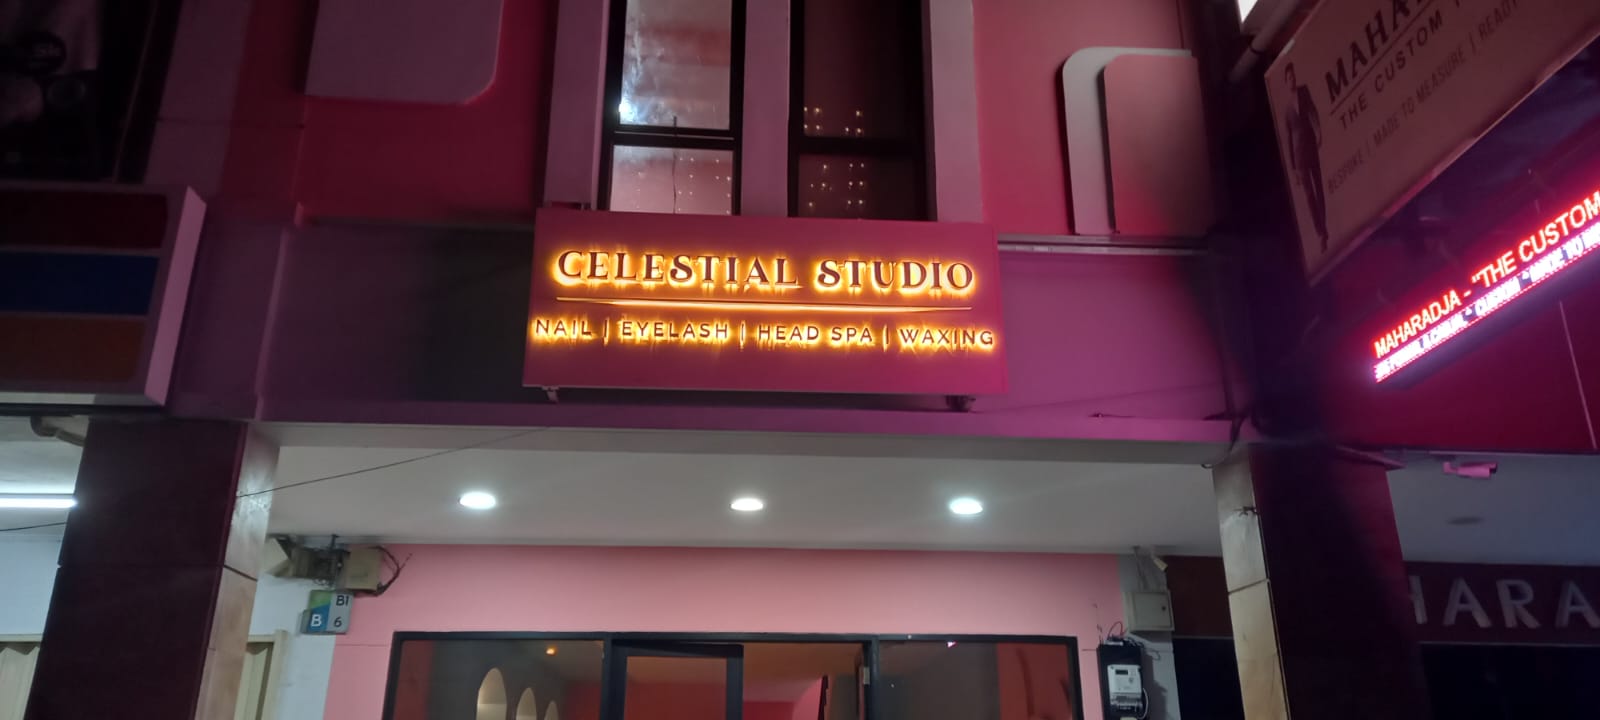 CELESTIAL STUDIO
NAIL | EYELASH | HEAD SPA | WAXING
THE CUSTOM
BESPOKE | MADE TO MEASURE | READY
MAHARADJA - "THE CUSTOM
B1
B 6
HARA